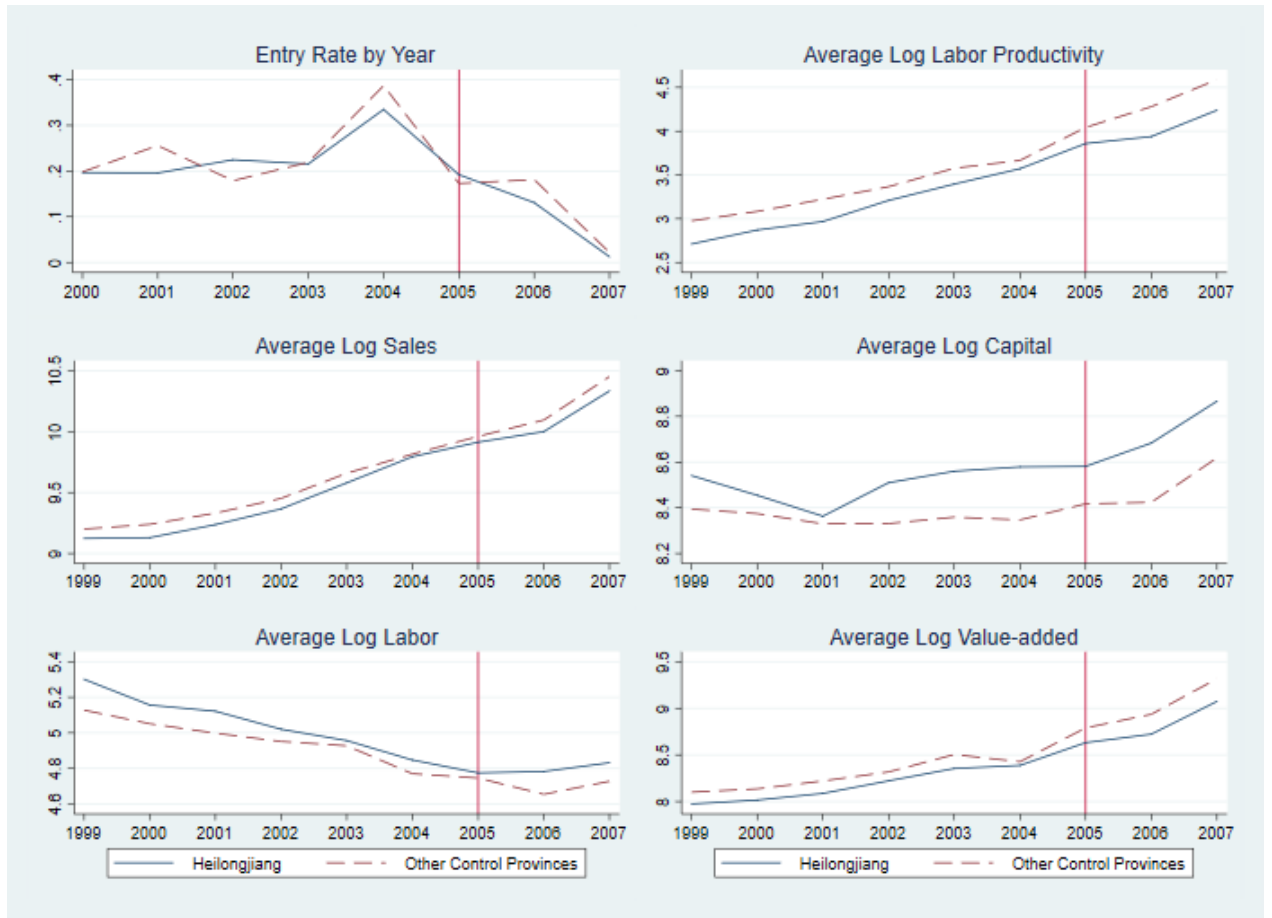 Entry Rate by Year
.4
.3
.2
.1
0
2000 2001 2002 2003 2004 2005 2006 2007
Average Log Labor Productivity
4.5
4
3.5
3
2.5
1999 2000 2001 2002 2003 2004 2005 2006 2007
Average Log Sales
10.5
10
9.5
9
1999 2000 2001 2002 2003 2004 2005 2006 2007
Average Log Capital
9
8.8
8.6
8.4
8.2
1999 2000 2001 2002 2003 2004 2005 2006 2007
Average Log Labor
5.4
5.2
5
4.8
4.6
1999 2000 2001 2002 2003 2004 2005 2006 2007
Heilongjiang Other Control Provinces
Average Log Value-added
9.5
9
8.5
8
1999 2000 2001 2002 2003 2004 2005 2006 2007
Heilongjiang Other Control Provinces